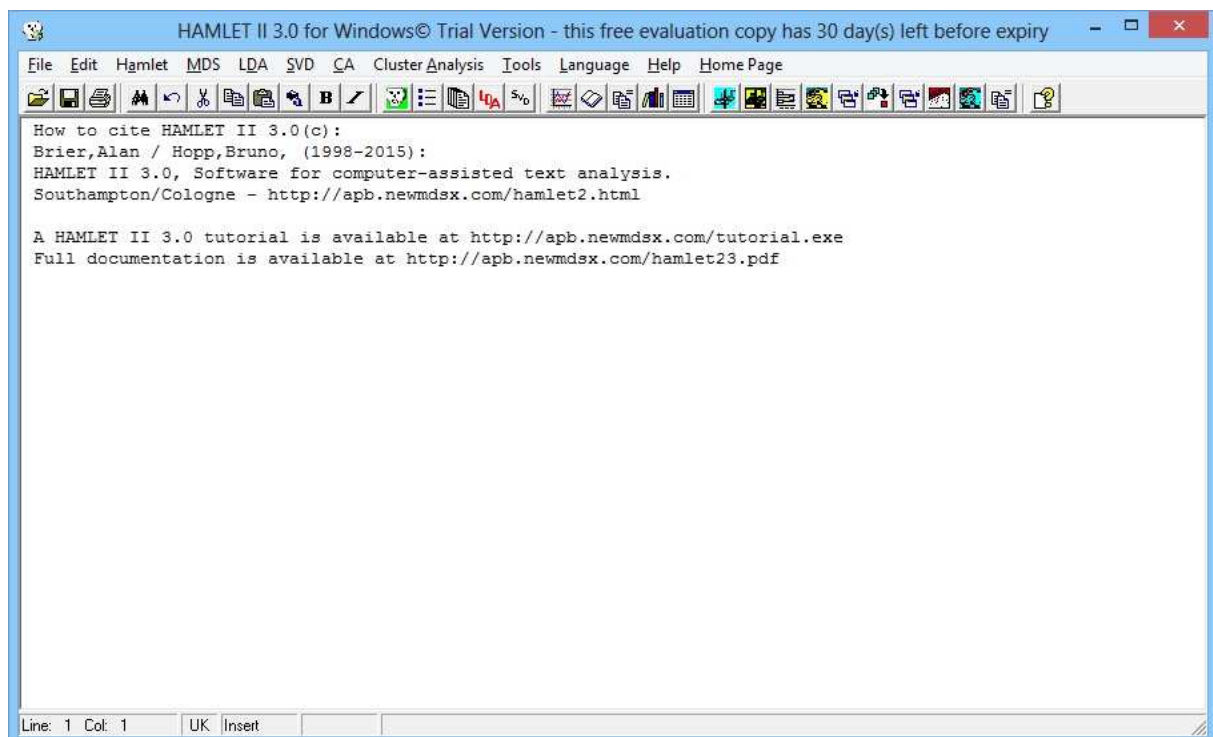 HAMLET II 3.0 for Windows© Trial Version - this free evaluation copy has 30 day(s) left before expiry
File Edit Hamlet MDS LDA SVD CA Cluster Analysis Tools Language Help Home Page
B I LDA S%
How to cite HAMLET II 3.0(c):
Brier,Alan / Hopp,Bruno, (1998-2015):
HAMLET II 3.0, Software for computer-assisted text analysis.
Southampton/Cologne - http://apb.newmdsx.com/hamlet2.html
A HAMLET II 3.0 tutorial is available at http://apb.newmdsx.com/tutorial.exe
Full documentation is available at http://apb.newmdsx.com/hamlet23.pdf
Line: 1 Col: 1 UK Insert